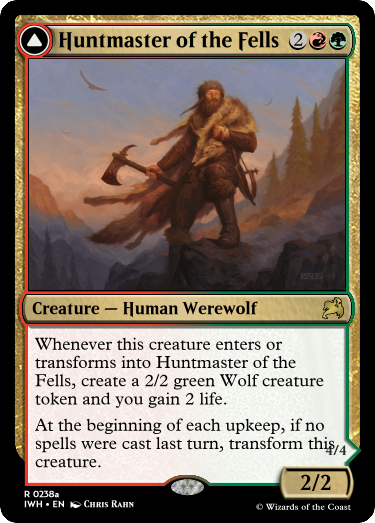 Huntmaster of the Fells 2
Creature — Human Werewolf
Whenever this creature enters or
transforms into Huntmaster of the
Fells, create a 2/2 green Wolf creature
token and you gain 2 life.
At the beginning of each upkeep, if no
spells were cast last turn, transform this
creature.
4/4
2/2
R 0238a
IWH • EN Chris Rahn
© Wizards of the Coast